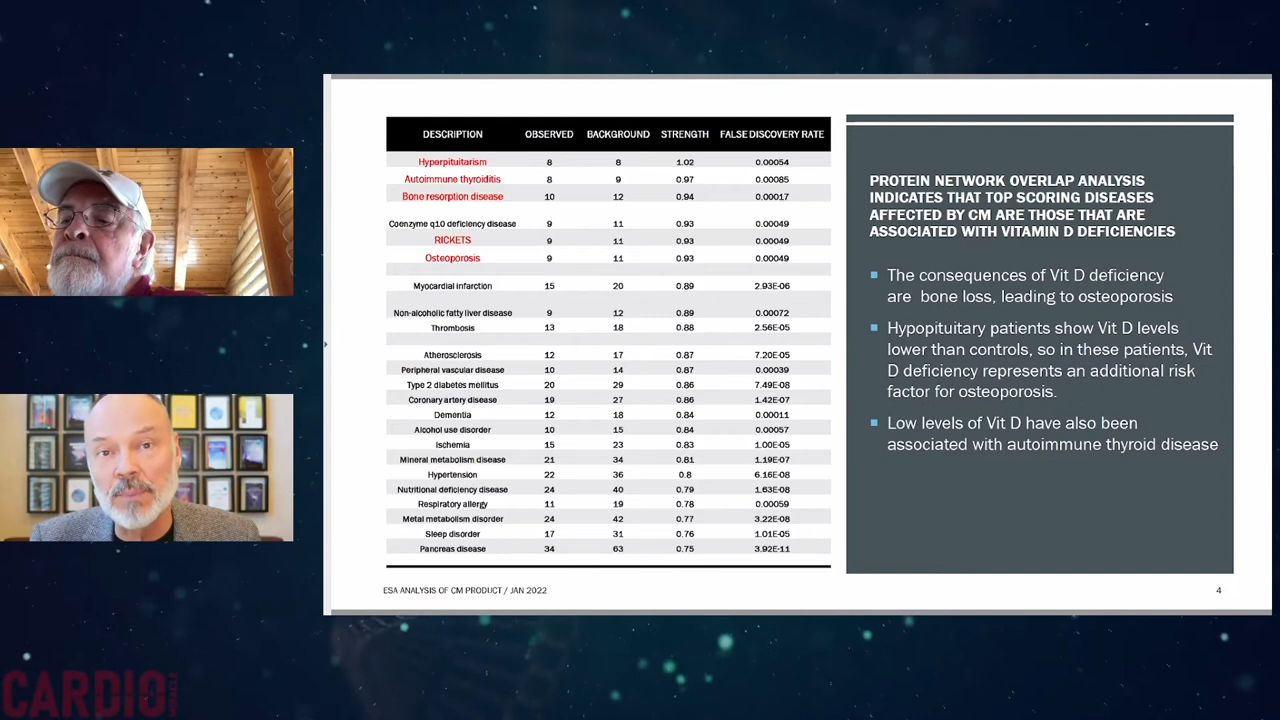 DESCRIPTION OBSERVED BACKGROUND STRENGTH FALSE DISCOVERY RATE
Hyperpituitarism 8 8 1.02 0.00054
Autoimmune thyroiditis 8 9 0.97 0.00085
Bone resorption disease 10 12 0.94 0.00017
Coenzyme q10 deficiency disease 9 11 0.93 0.00049
RICKETS 9 11 0.93 0.00049
Osteoporosis 9 11 0.93 0.00049
Myocardial infarction 15 20 0.89 2.93E-06
Non-alcoholic fatty liver disease 9 12 0.89 0.00072
Thrombosis 13 18 0.88 2.56E-05
Atherosclerosis 12 17 0.87 7.20E-05
Peripheral vascular disease 10 14 0.87 0.00039
Type 2 diabetes mellitus 20 29 0.86 7.49E-08
Coronary artery disease 19 27 0.86 1.42E-07
Dementia 12 18 0.84 0.00011
Alcohol use disorder 10 15 0.84 0.00057
Ischemia 15 23 0.83 1.00E-05
Mineral metabolism disease 21 34 0.81 1.19E-07
Hypertension 22 36 0.8 6.16E-08
Nutritional deficiency disease 24 40 0.79 1.63E-08
Respiratory allergy 11 19 0.78 0.00059
Metal metabolism disorder 24 42 0.77 3.22E-08
Sleep disorder 17 31 0.76 1.01E-05
Pancreas disease 34 63 0.75 3.92E-11
PROTEIN NETWORK OVERLAP ANALYSIS
INDICATES THAT TOP SCORING DISEASES
AFFECTED BY CM ARE THOSE THAT ARE
ASSOCIATED WITH VITAMIN D DEFICIENCIES
The consequences of Vit D deficiency
are bone loss, leading to osteoporosis
Hypopituitary patients show Vit D levels
lower than controls, so in these patients, Vit
D deficiency represents an additional risk
factor for osteoporosis.
Low levels of Vit D have also been
associated with autoimmune thyroid disease
ESA ANALYSIS OF CM PRODUCT / JAN 2022
4
CARDIO
MIRACLE